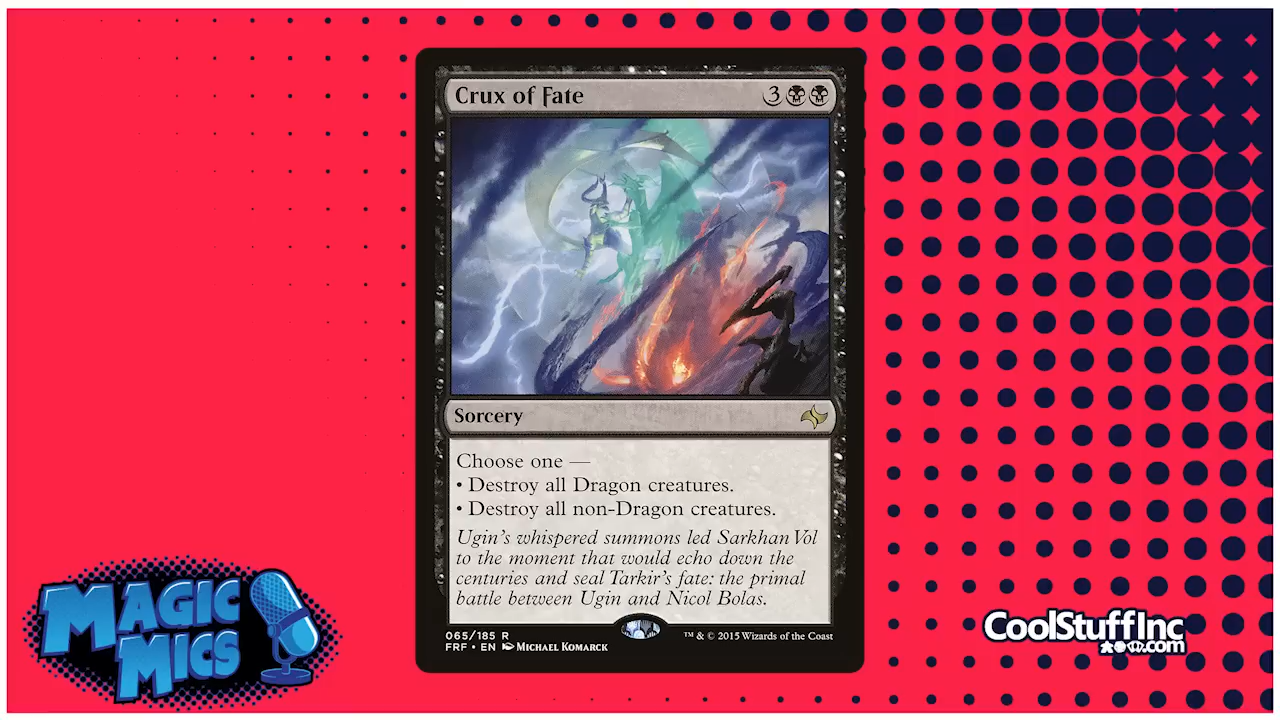 Crux of Fate
3
Sorcery
Choose one —
• Destroy all Dragon creatures.
• Destroy all non-Dragon creatures.
Ugin's whispered summons led Sarkhan Vol
to the moment that would echo down the
centuries and seal Tarkir's fate: the primal
battle between Ugin and Nicol Bolas.
065/185 R
™ & © 2015 Wizards of the Coast
FRF • EN Michael Komarck
MAGIC
MICS
CoolStuffInc
.com